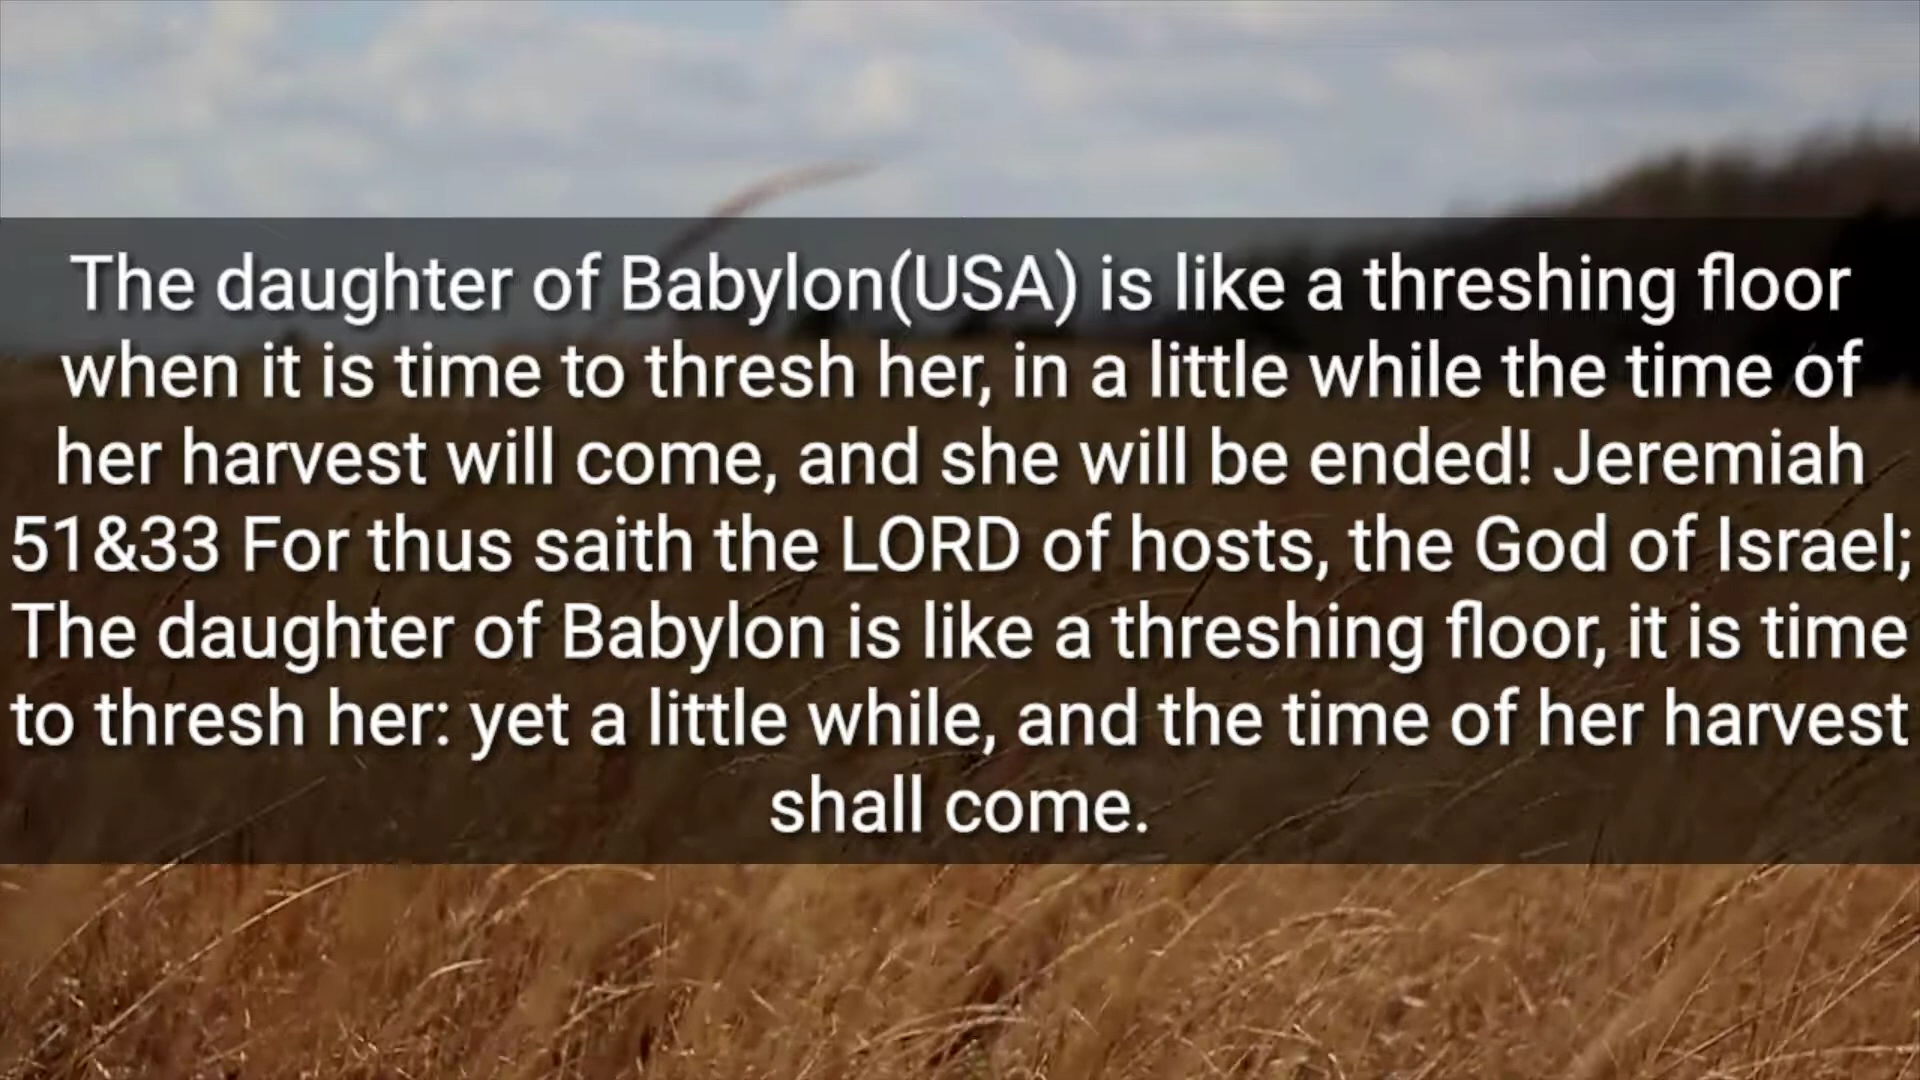 The daughter of Babylon(USA) is like a threshing floor
when it is time to thresh her, in a little while the time of
her harvest will come, and she will be ended! Jeremiah
51&33 For thus saith the LORD of hosts, the God of Israel;
The daughter of Babylon is like a threshing floor, it is time
to thresh her: yet a little while, and the time of her harvest
shall come.